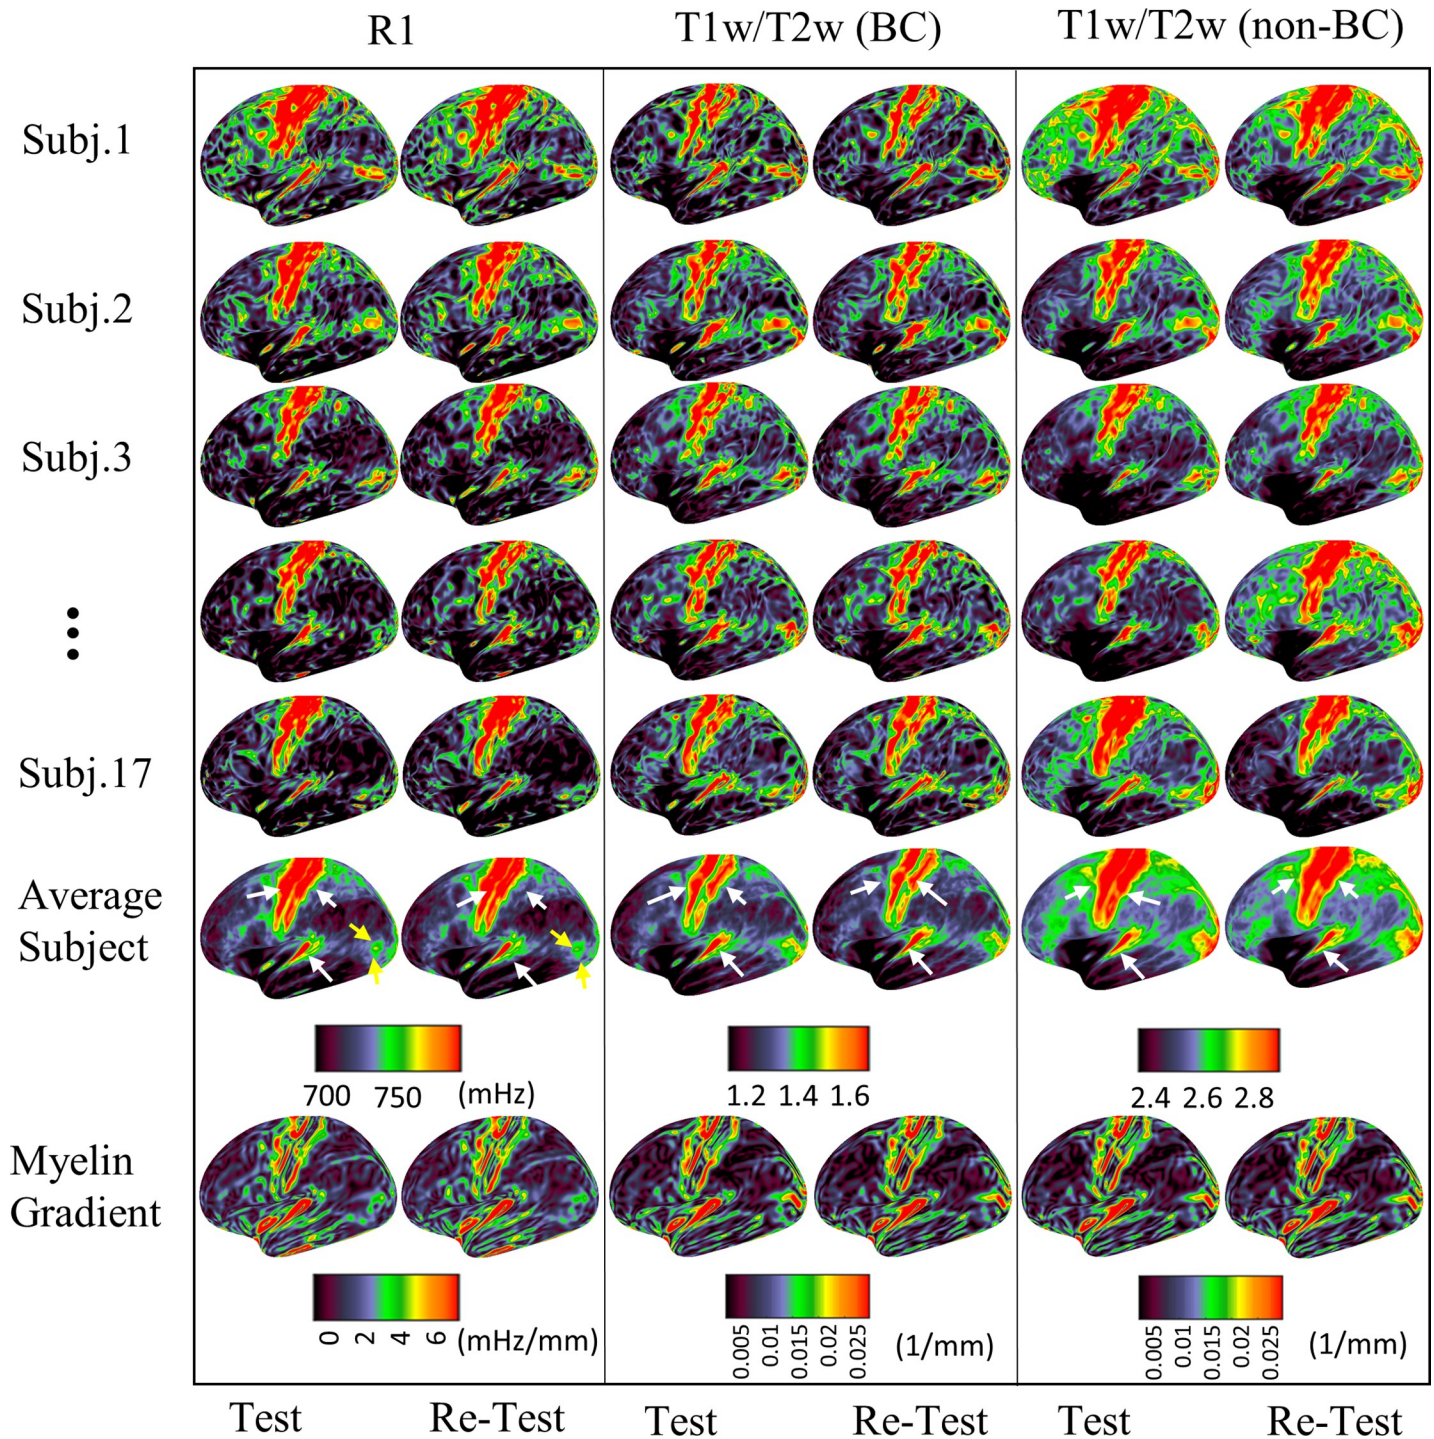 R1
T1w/T2w (BC)
T1w/T2w (non-BC)
Subj.1
Subj.2
Subj.3
Subj.17
Average
Subject
700 750 (mHz)
1.2 1.4 1.6
2.4 2.6 2.8
Myelin
Gradient
0 2 4 6 (mHz/mm)
0.005 0.01 0.015 0.02 0.025 (1/mm)
0.005 0.01 0.015 0.02 0.025 (1/mm)
Test Re-Test Test Re-Test Test Re-Test